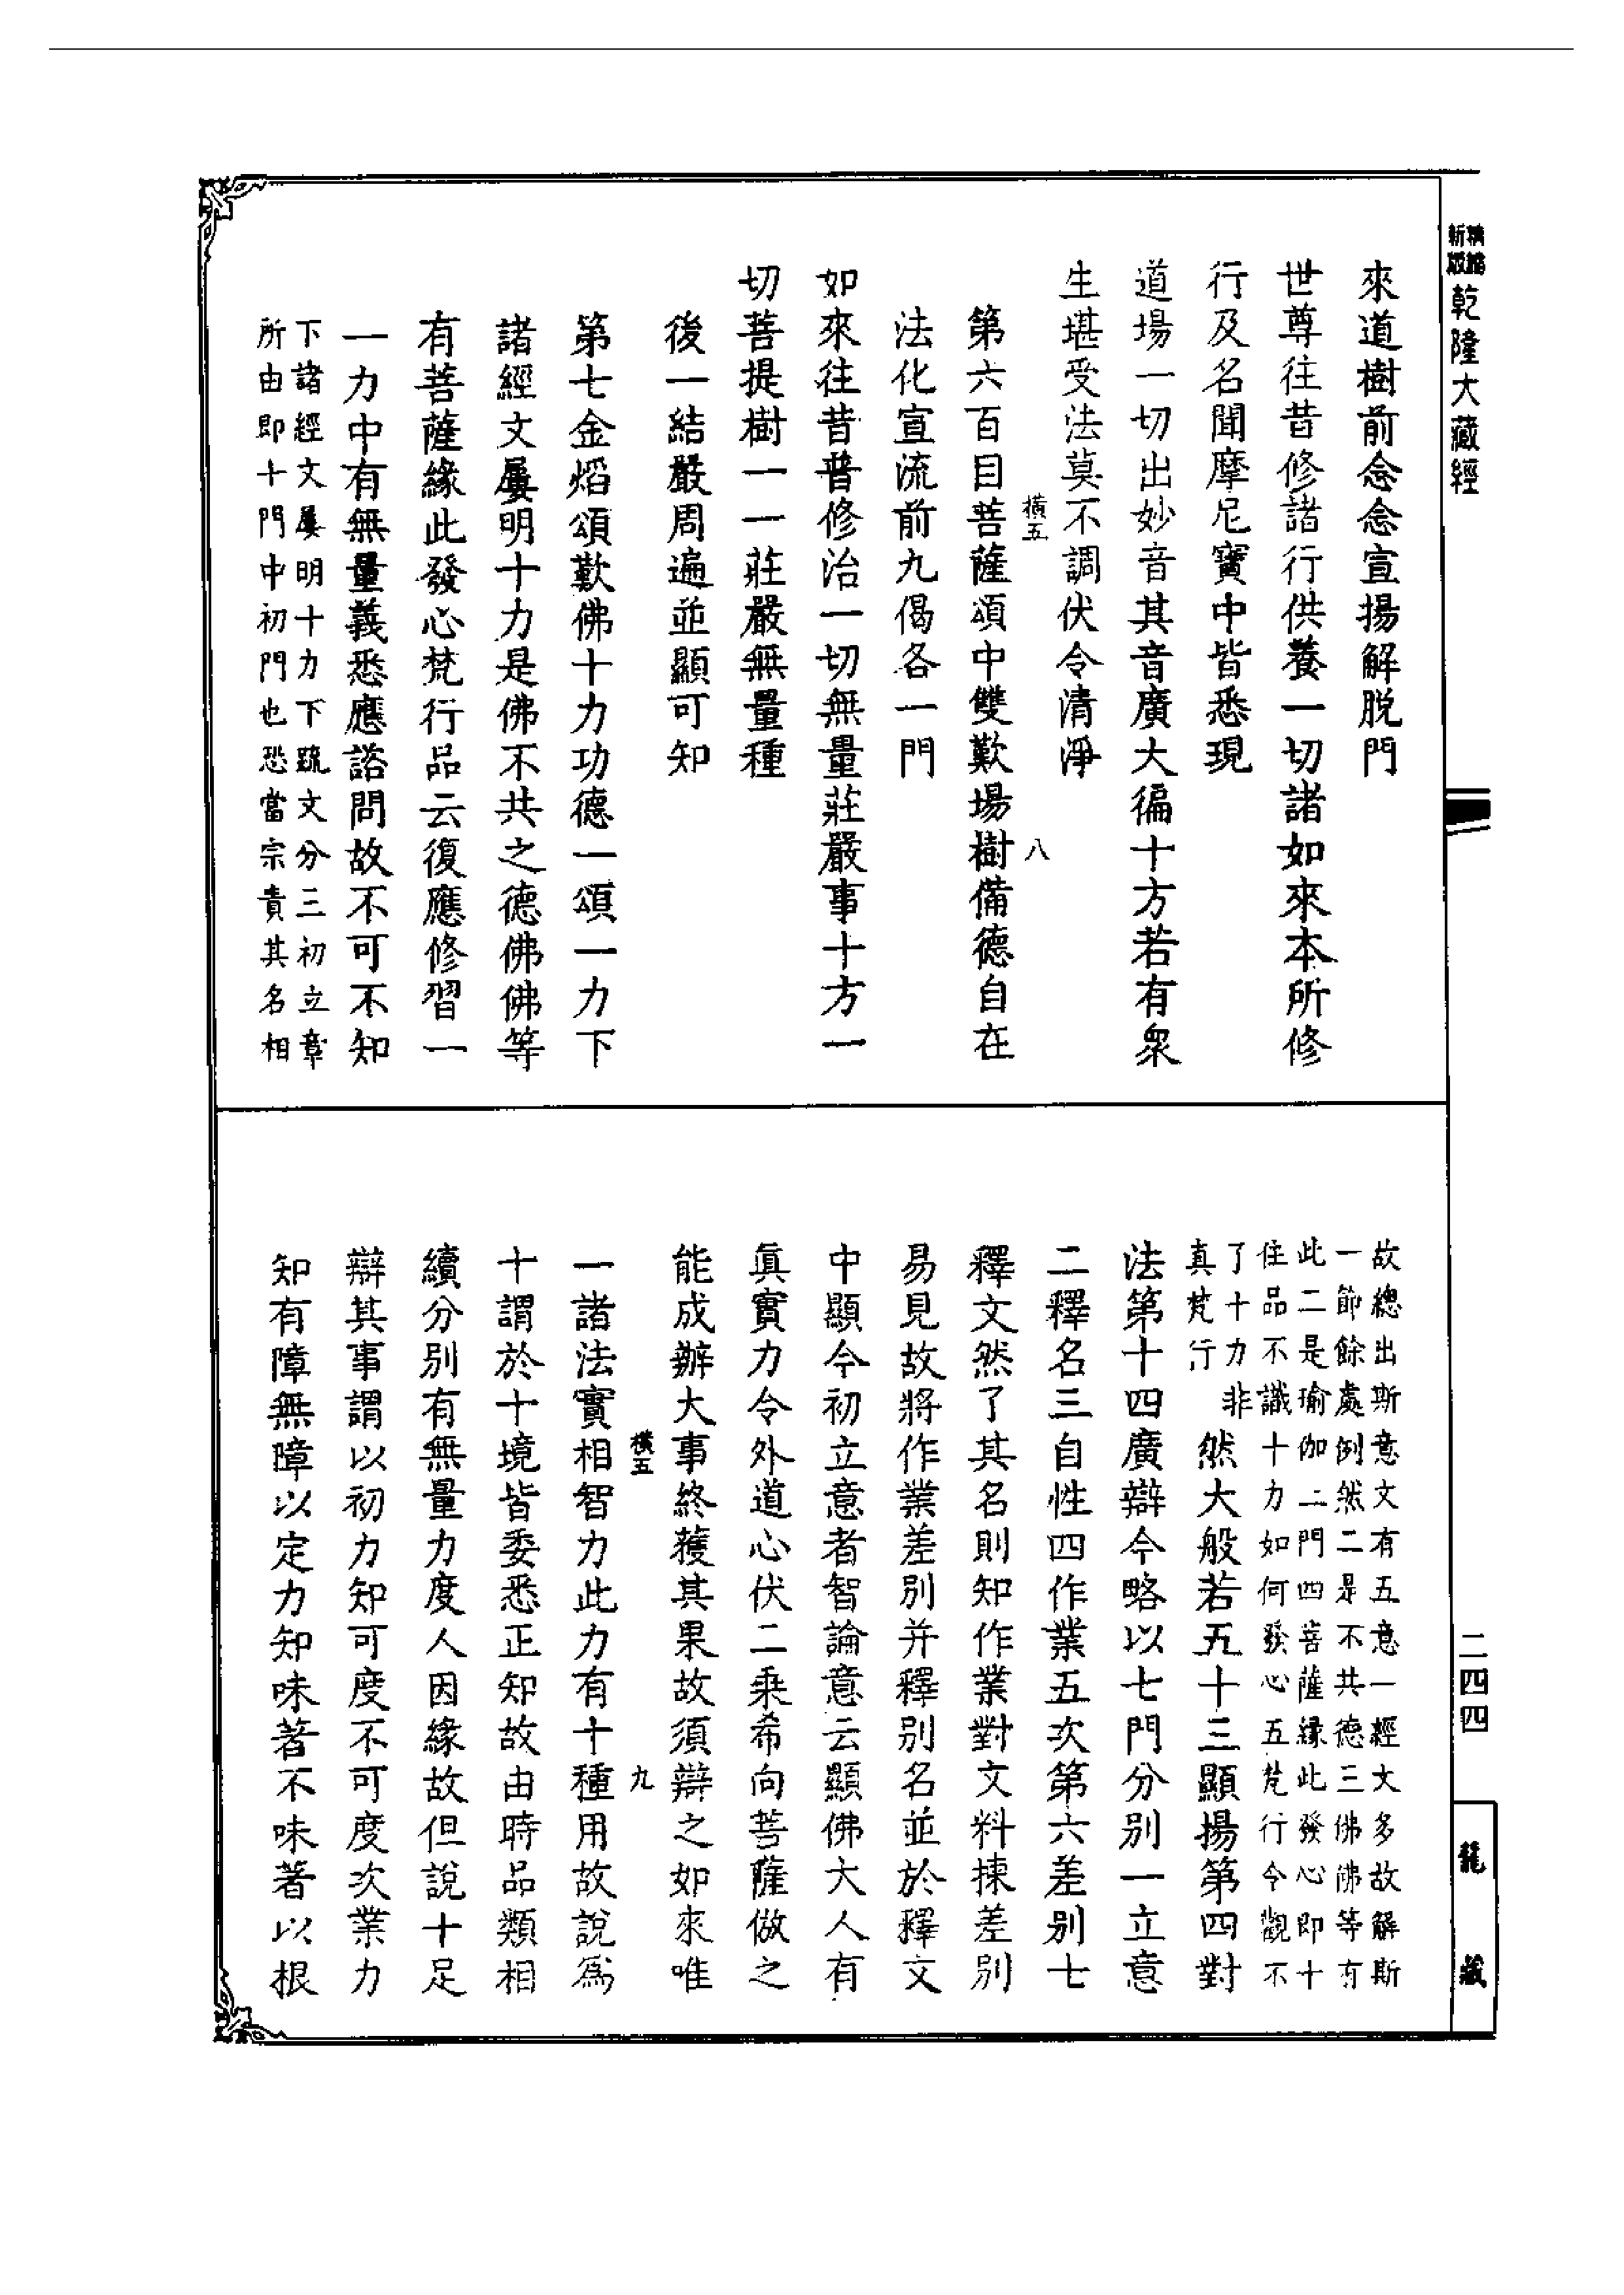 新版
精縮
乾隆大藏經
來道樹前念念宣揚解脫門
世尊往昔修諸行供養一切諸如來本所修
行及名聞摩尼寶中皆悉現
道場一切出妙音其音廣大徧十方若有衆
生堪受法莫不調伏令清淨
橫五
八
第六百目菩薩頌中雙歎場樹備德自在
法化宣流前九偈各一門
如來往昔普修治一切無量莊嚴事十方一
切菩提樹一一莊嚴無量種
後一結嚴周遍並顯可知
第七金焰頌歎佛十力功德一頌一力下
諸經文屢明十力是佛不共之德佛佛等
有菩薩緣此發心梵行品云復應修習一
一力中有無量義悉應諮問故不可不知
下諸經文屢明十力下䟽文分三初立章
所由即十門中初門也恐當宗責其名相
故總出斯意文有五意一經文多故解斯
一節餘處例然二是不共德三佛佛等有
此二是瑜伽二門四菩薩緣此發心即十
住品不識十力如何發心五梵行令觀不
了十力非
真梵行
然大般若五十三顯揚第四對
法第十四廣辯今略以七門分別一立意
二釋名三自性四作業五次第六差別七
釋文然了其名則知作業對文料揀差別
易見故將作業差別并釋別名並於釋文
中顯今初立意者智論意云顯佛大人有
眞實力令外道心伏二乘希向菩薩倣之
能成辦大事終獲其果故須辯之如來唯
橫五
九
一諸法實相智力此力有十種用故說爲
十謂於十境皆委悉正知故由時品類相
續分別有無量力度人因緣故但說十足
辯其事謂以初力知可度不可度次業力
知有障無障以定力知味著不味著以根
二四四
龍藏